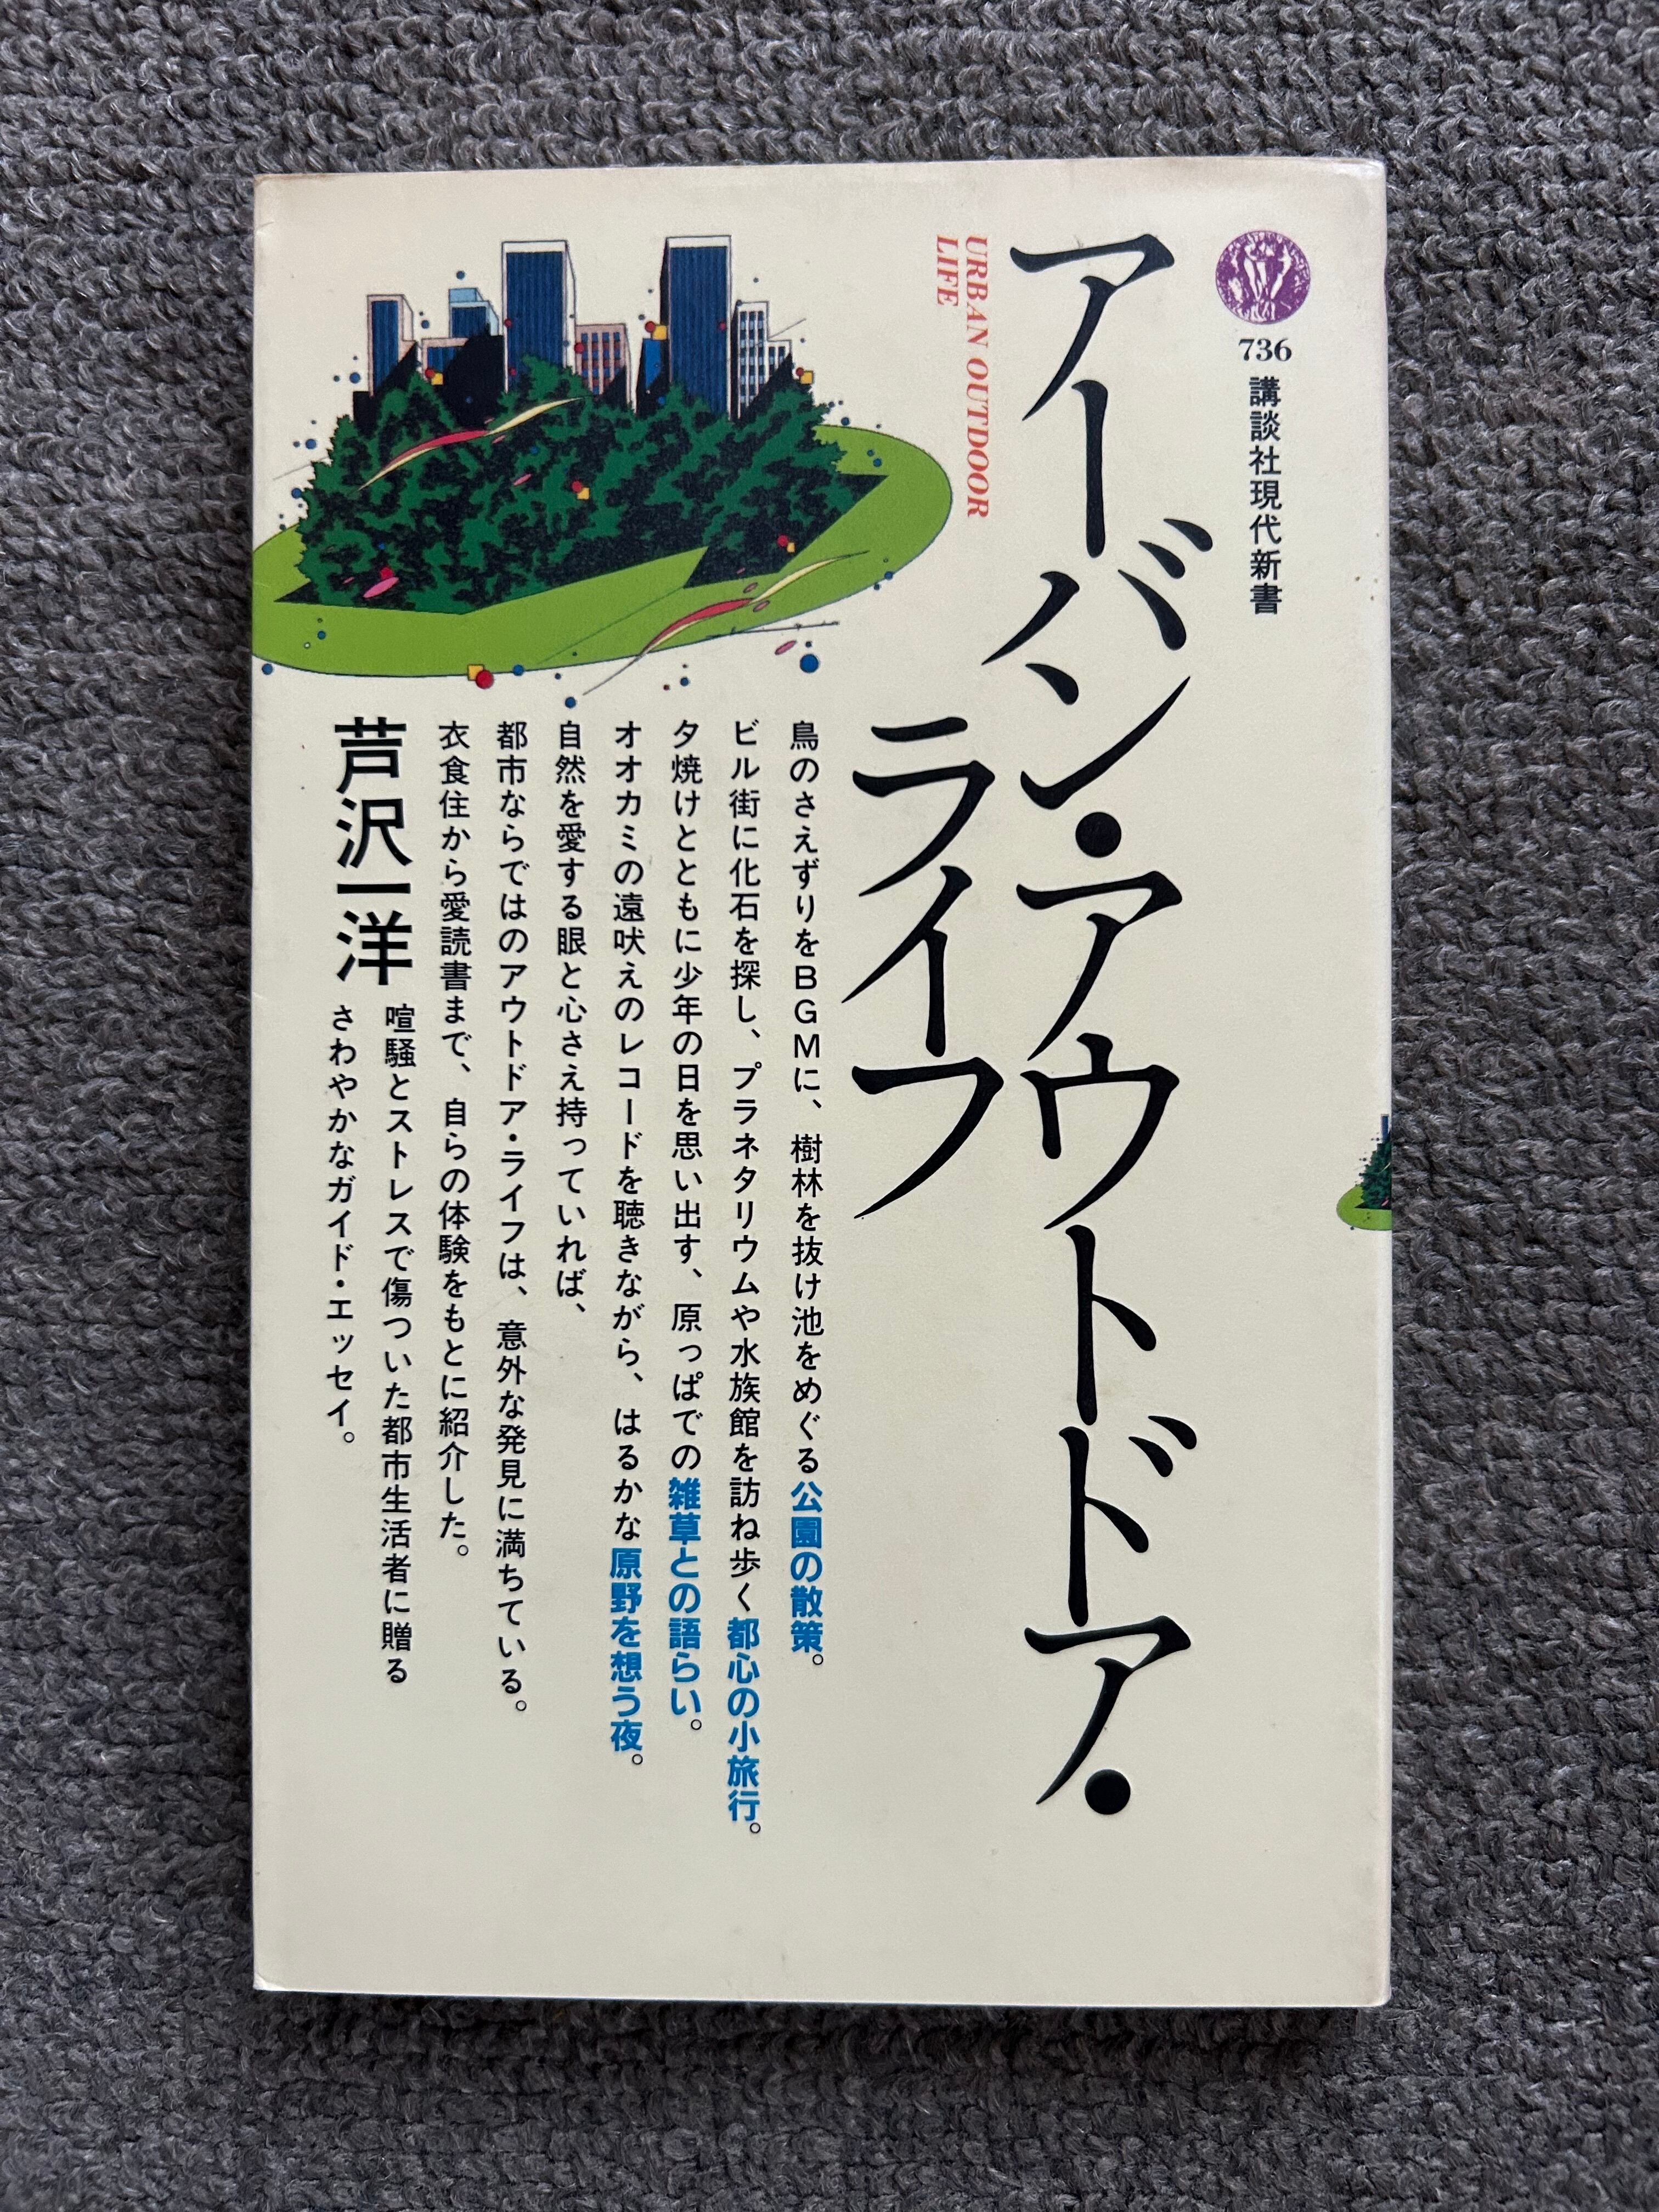 736
講談社現代新書
アーバン・アウトドア・
ライフ
URBAN OUTDOOR
LIFE
鳥のさえずりをBGMに、樹林を抜け池をめぐる公園の散策。
ビル街に化石を探し、プラネタリウムや水族館を訪ね歩く都心の小旅行。
夕焼けとともに少年の日を思い出す、原っぱでの雑草との語らい。
オオカミの遠吠えのレコードを聴きながら、はるかな原野を想う夜。
自然を愛する眼と心さえ持っていれば、
都市ならではのアウトドア・ライフは、意外な発見に満ちている。
衣食住から愛読書まで、自らの体験をもとに紹介した。
喧騒とストレスで傷ついた都市生活者に贈る
さわやかなガイド・エッセイ。
芦沢一洋